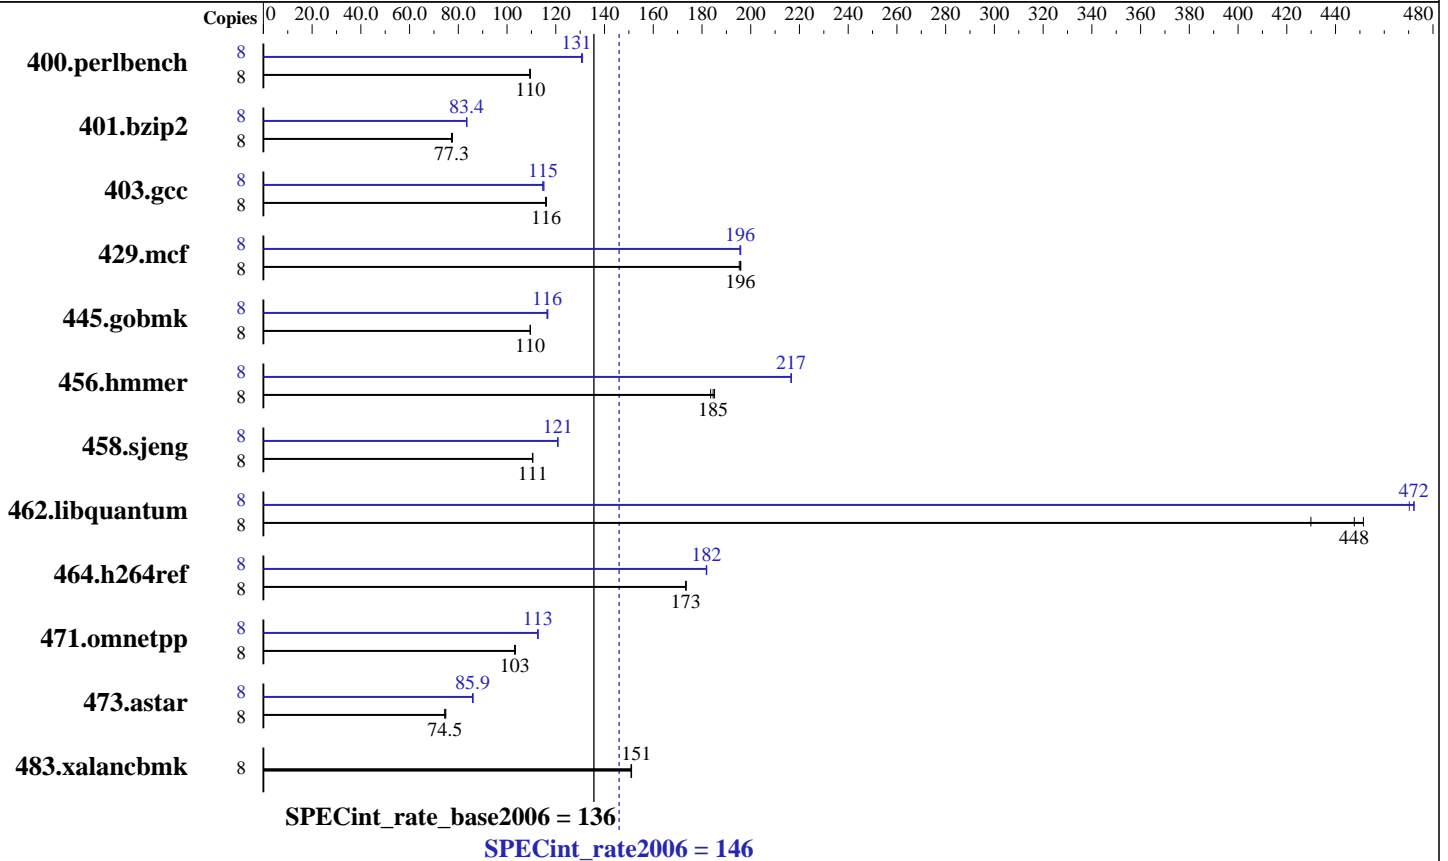 Copies 0 20.0 40.0 60.0 80.0 100 120 140 160 180 200 220 240 260 280 300 320 340 360 380 400 420 440 480
400.perlbench 8 131
8 110
401.bzip2 8 83.4
8 77.3
403.gcc 8 115
8 116
429.mcf 8 196
8 196
445.gobmk 8 116
8 110
456.hmmer 8 217
8 185
458.sjeng 8 121
8 111
462.libquantum 8 472
8 448
464.h264ref 8 182
8 173
471.omnetpp 8 113
8 103
473.astar 8 85.9
8 74.5
483.xalancbmk 8 151
SPECint_rate_base2006 = 136
SPECint_rate2006 = 146